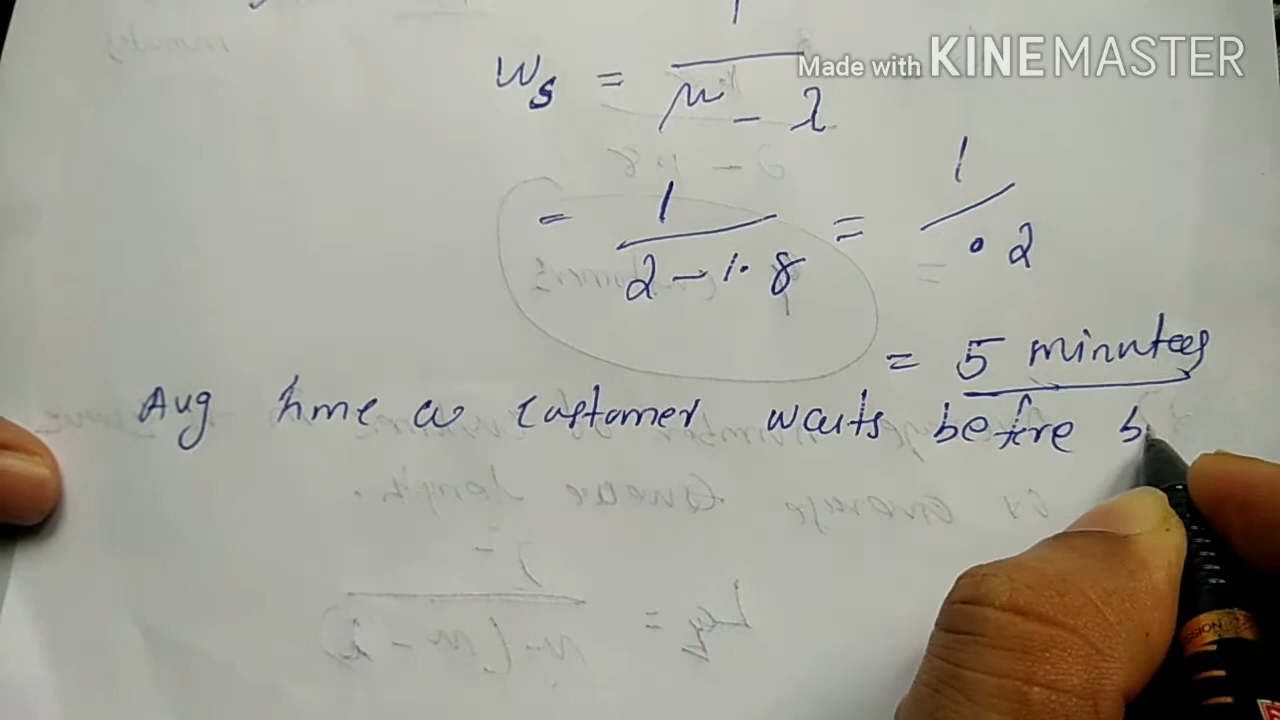 Made with KINEMASTER
Ws = 1 / μ - λ
= 1 / 2 - 1.8 = 1 / .2
= 5 minutes
Avg time a customer waits before b